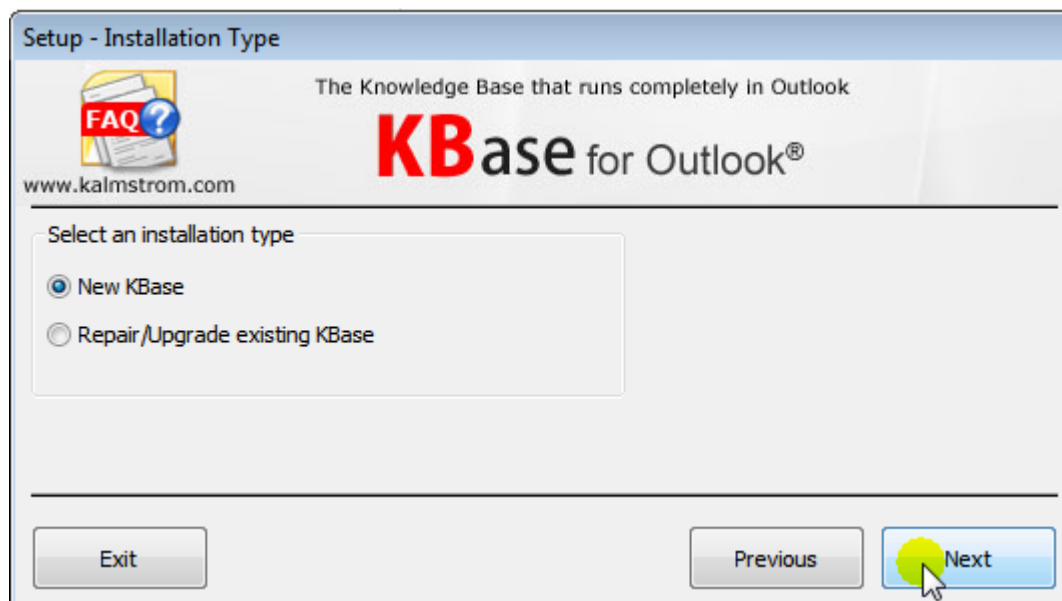 Setup - Installation Type
The Knowledge Base that runs completely in Outlook
FAQ?
KBase for Outlook®
www.kalmstrom.com
Select an installation type
New KBase
Repair/Upgrade existing KBase
Exit
Previous
Next